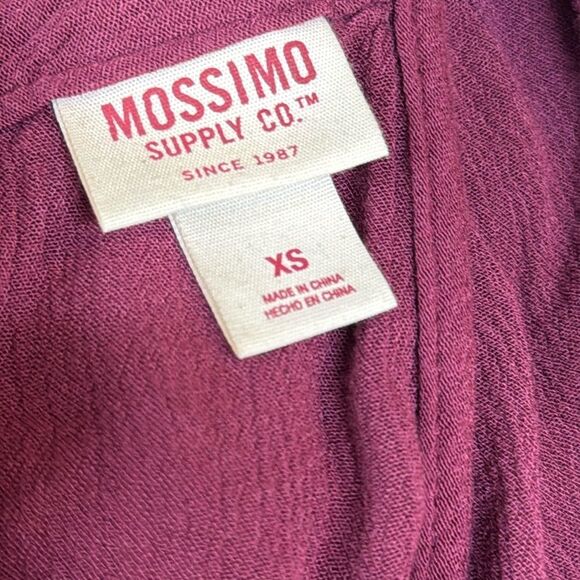 MOSSIMO
SUPPLY CO.™
SINCE 1987
XS
MADE IN CHINA
HECHO EN CHINA